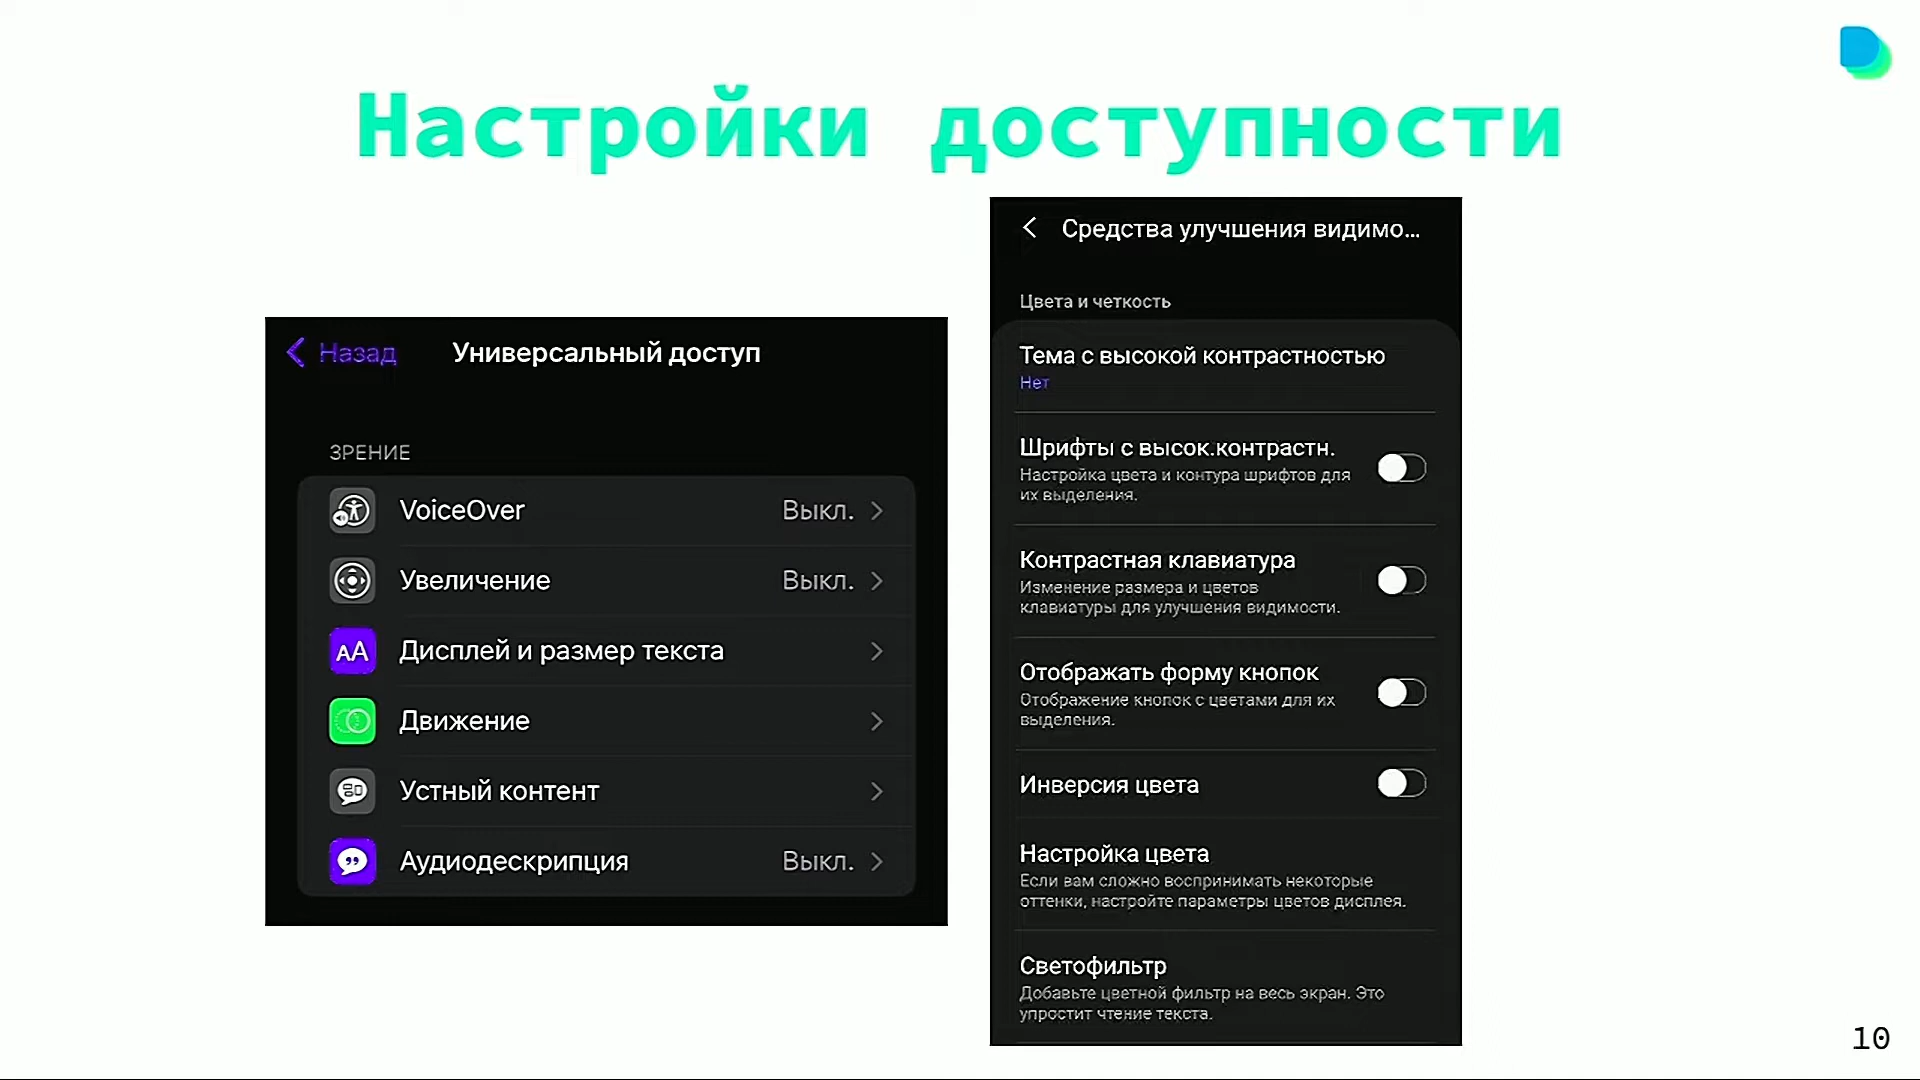 Настройки доступности
Назад
Универсальный доступ
ЗРЕНИЕ
VoiceOver Выкл.
Увеличение Выкл.
AA Дисплей и размер текста
Движение
Устный контент
Аудиодескрипция Выкл.
Средства улучшения видимо...
Цвета и четкость
Тема с высокой контрастностью
Нет
Шрифты с высок.контрастн.
Настройка цвета и контура шрифтов для
их выделения.
Контрастная клавиатура
Изменение размера и цветов
клавиатуры для улучшения видимости.
Отображать форму кнопок
Отображение кнопок с цветами для их
выделения.
Инверсия цвета
Настройка цвета
Если вам сложно воспринимать некоторые
оттенки, настройте параметры цветов дисплея.
Светофильтр
Добавьте цветной фильтр на весь экран. Это
упростит чтение текста.
10